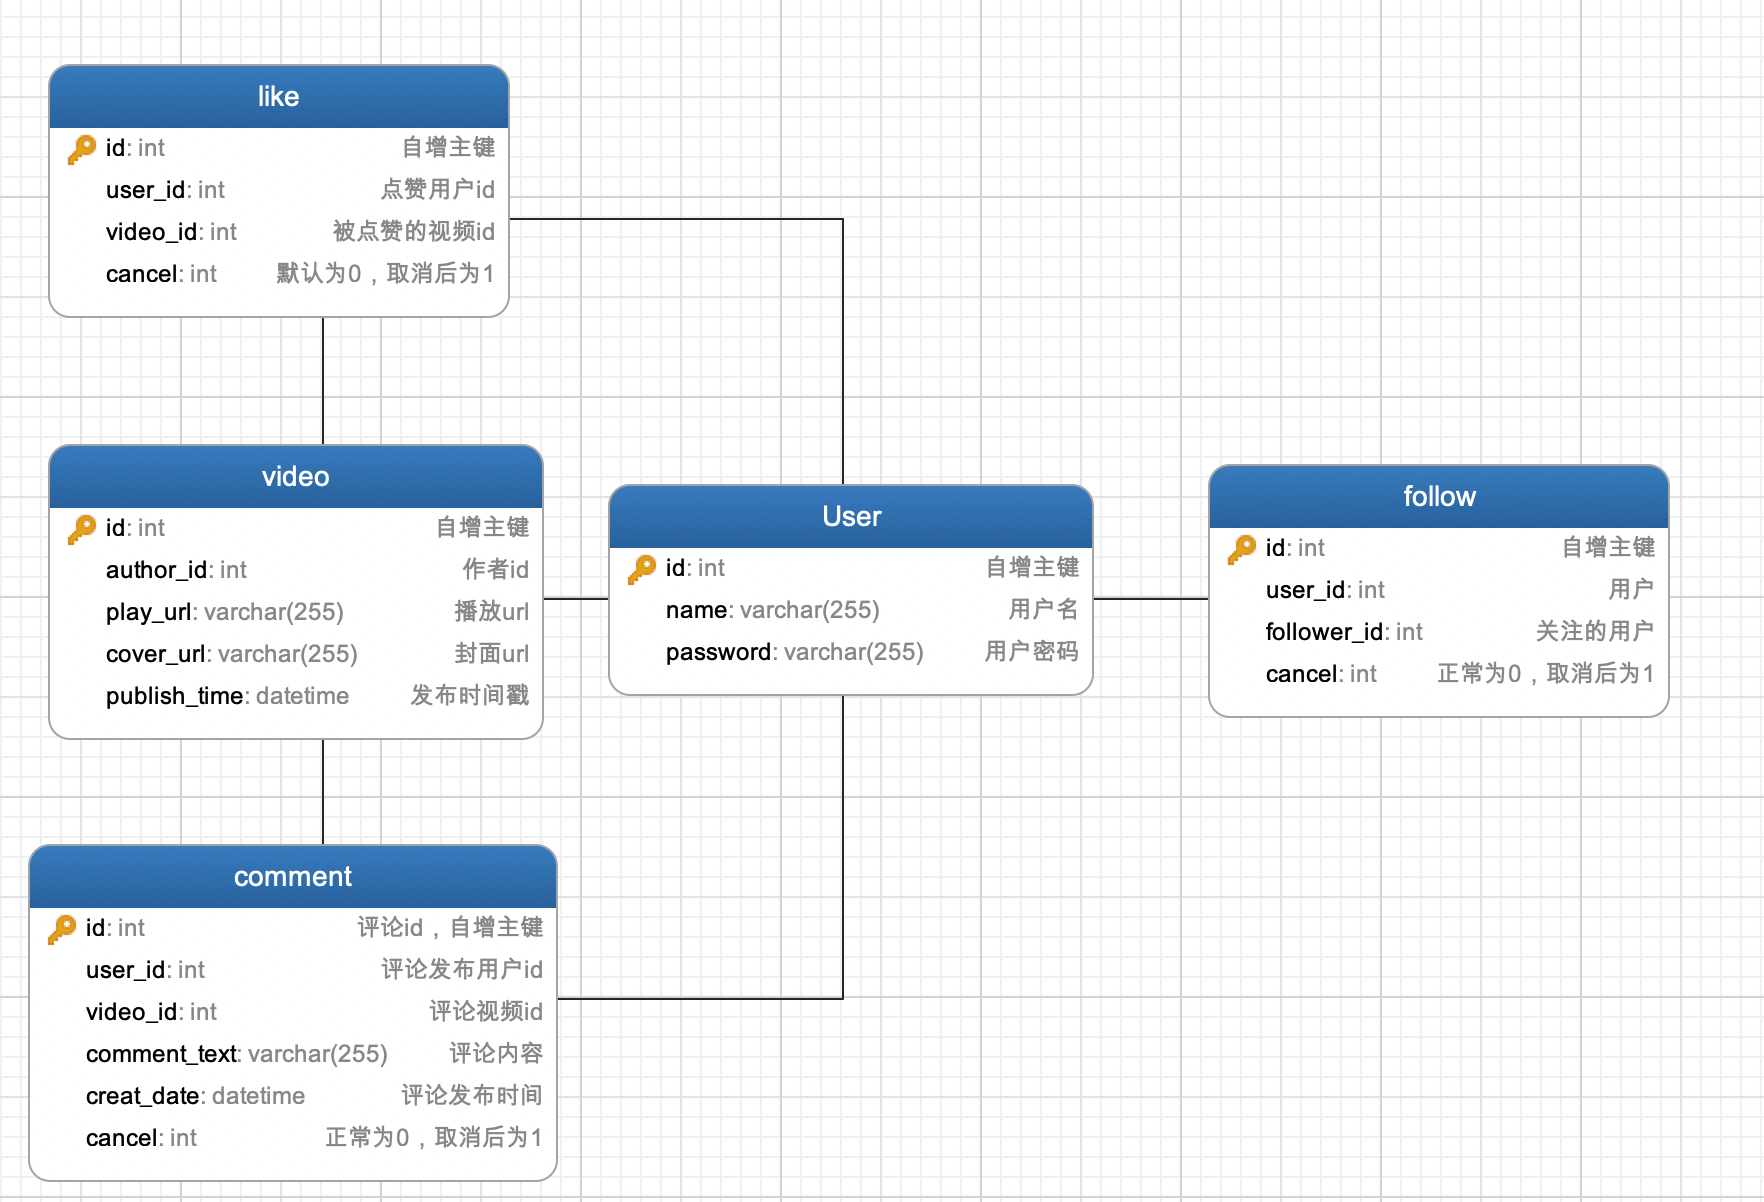 like
id: int 自增主键
user_id: int 点赞用户id
video_id: int 被点赞的视频id
cancel: int 默认为0，取消后为1
video
id: int 自增主键
author_id: int 作者id
play_url: varchar(255) 播放url
cover_url: varchar(255) 封面url
publish_time: datetime 发布时间戳
User
id: int 自增主键
name: varchar(255) 用户名
password: varchar(255) 用户密码
follow
id: int 自增主键
user_id: int 用户
follower_id: int 关注的用户
cancel: int 正常为0，取消后为1
comment
id: int 评论id，自增主键
user_id: int 评论发布用户id
video_id: int 评论视频id
comment_text: varchar(255) 评论内容
creat_date: datetime 评论发布时间
cancel: int 正常为0，取消后为1